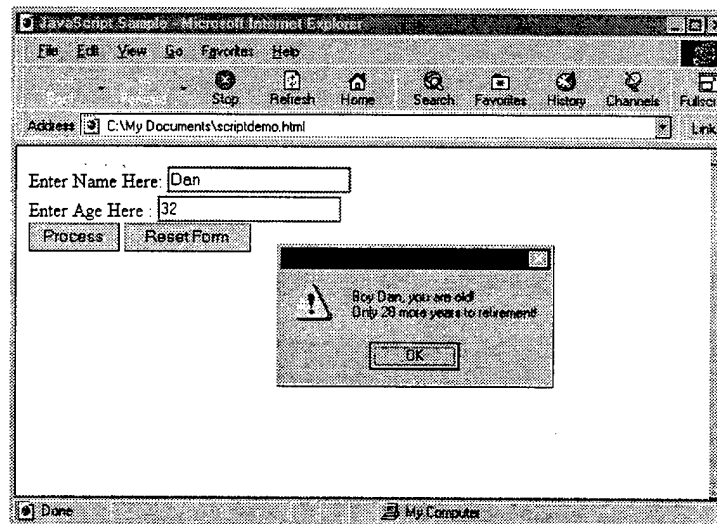 JavaScript Sample - Microsoft Internet Explorer
File Edit View Go Favorites Help
Stop Refresh Home Search Favorites History Channels Fullscr
Address C:\My Documents\scriptdemo.html Link
Enter Name Here: Dan
Enter Age Here : 32
Process Reset Form
Boy Dan, you are old!
Only 28 more years to retirement!
OK
Done My Computer